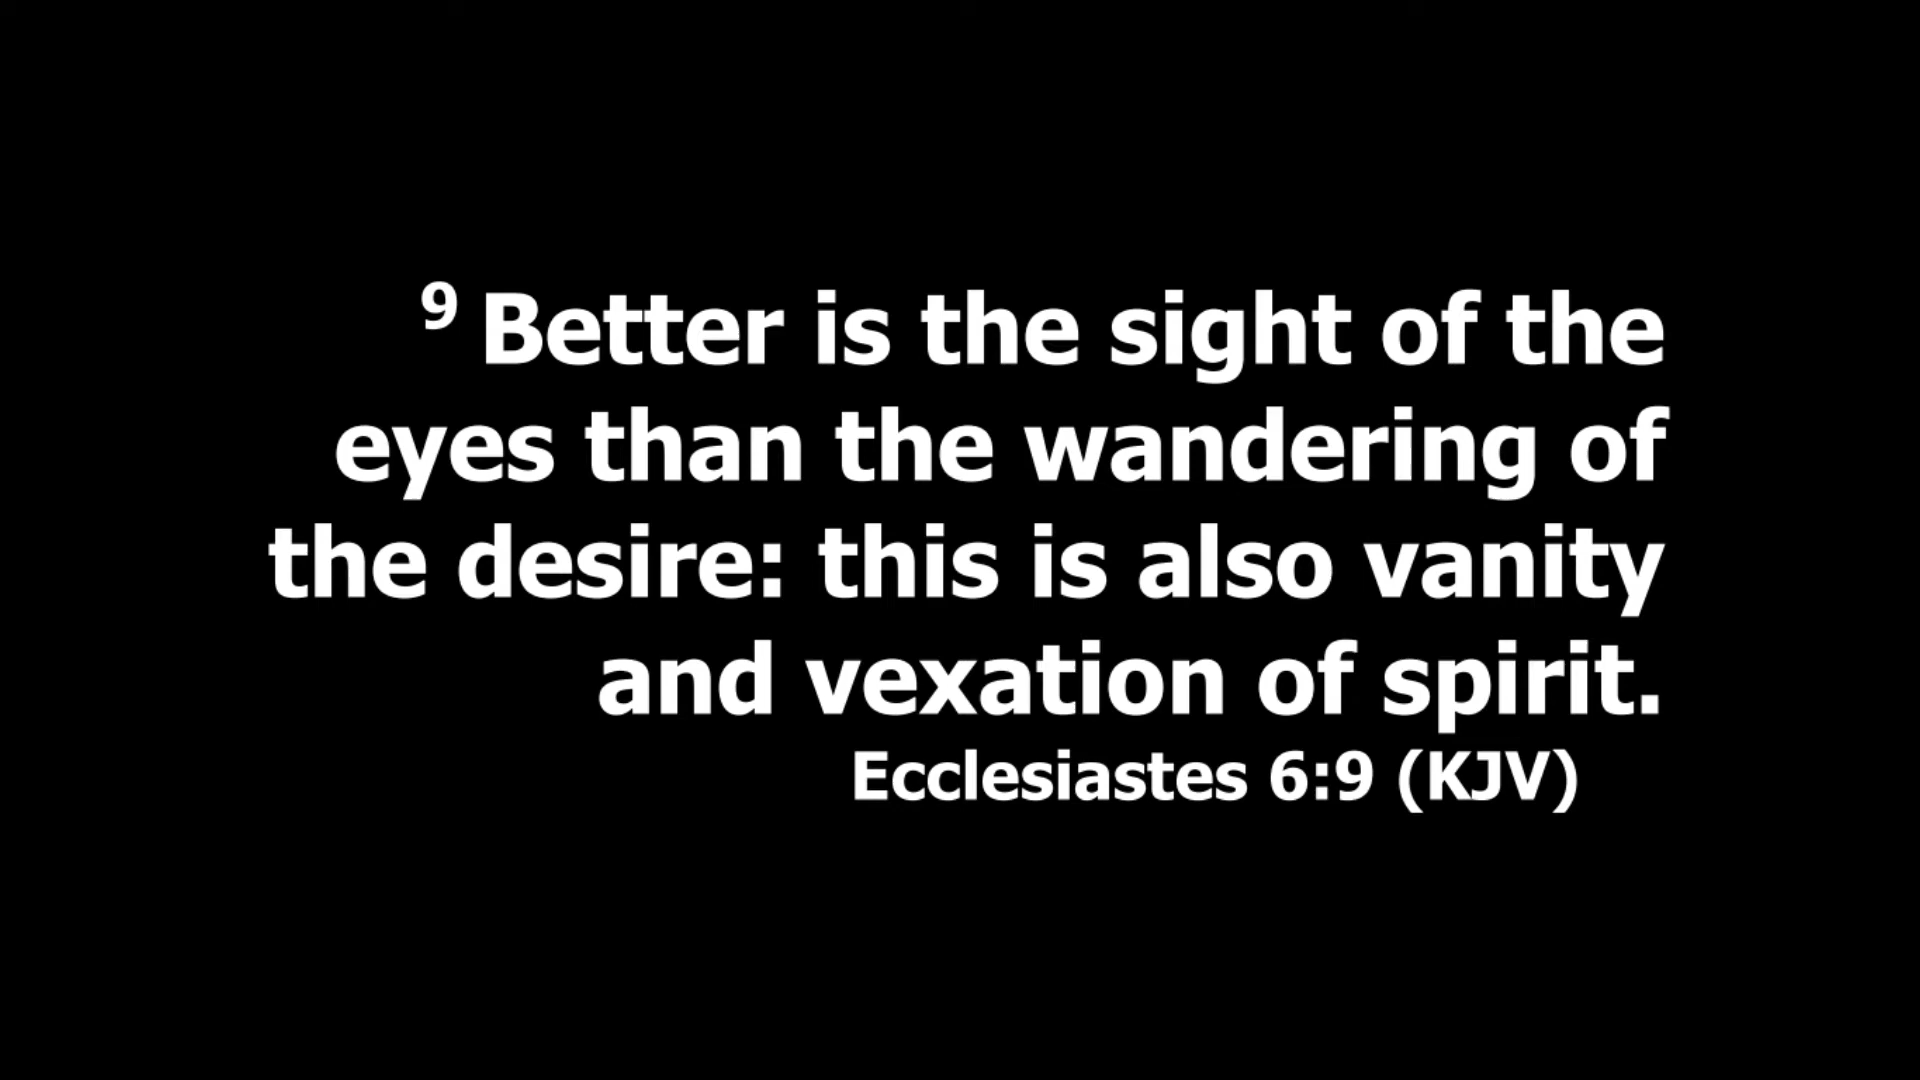 9 Better is the sight of the
eyes than the wandering of
the desire: this is also vanity
and vexation of spirit.
Ecclesiastes 6:9 (KJV)